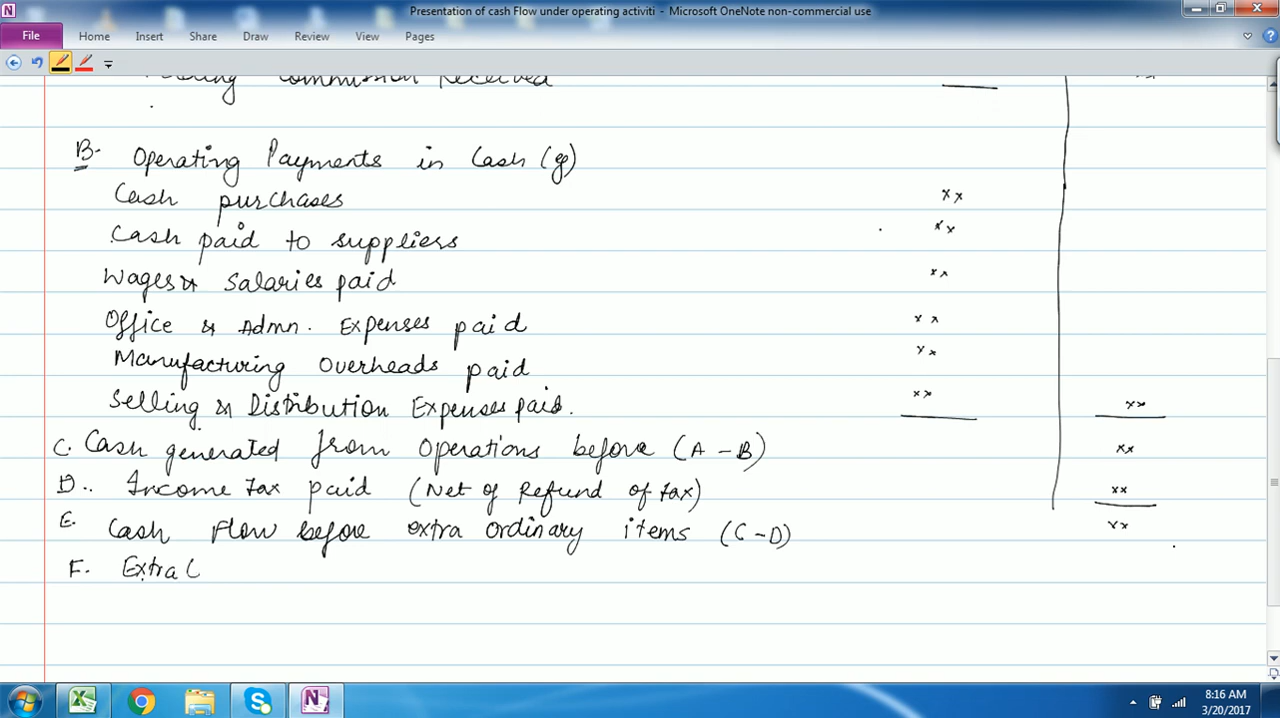 Presentation of cash Flow under operating activiti - Microsoft OneNote non-commercial use
File Home Insert Share Draw Review View Pages
Commission Received
B- Operating Payments in Cash (eg)
Cash purchases xx
Cash paid to suppliers xx
Wages & Salaries paid xx
Office & Admn. Expenses paid xx
Manufacturing Overheads paid xx
Selling & Distribution Expenses paid. xx xx
C. Cash generated from Operations before (A-B) xx
D.. Income Tax paid (Net of Refund of Tax) xx
E. Cash Flow before extra ordinary items (C-D) xx
F. Extra (
8:16 AM
3/20/2017